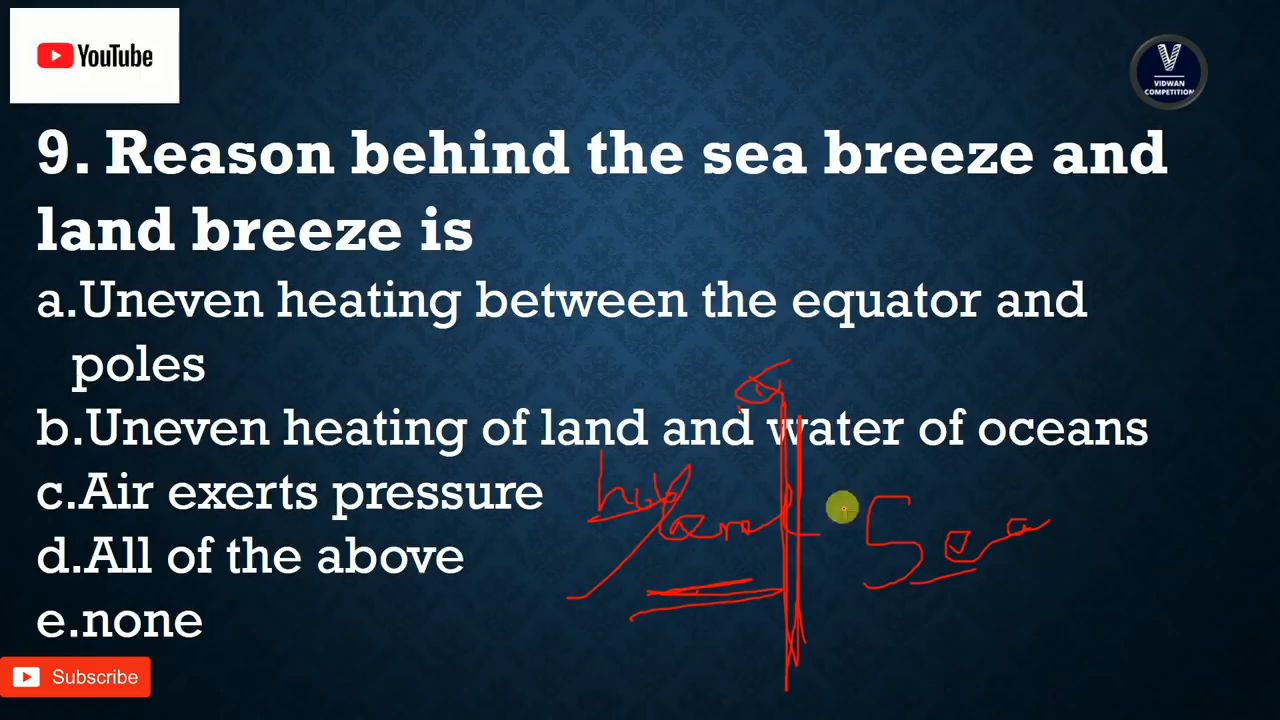 YouTube
V
VIDWAN
COMPETITION
9. Reason behind the sea breeze and
land breeze is
a.Uneven heating between the equator and
poles
b.Uneven heating of land and water of oceans
c.Air exerts pressure
d.All of the above
e.none
Sea
Subscribe